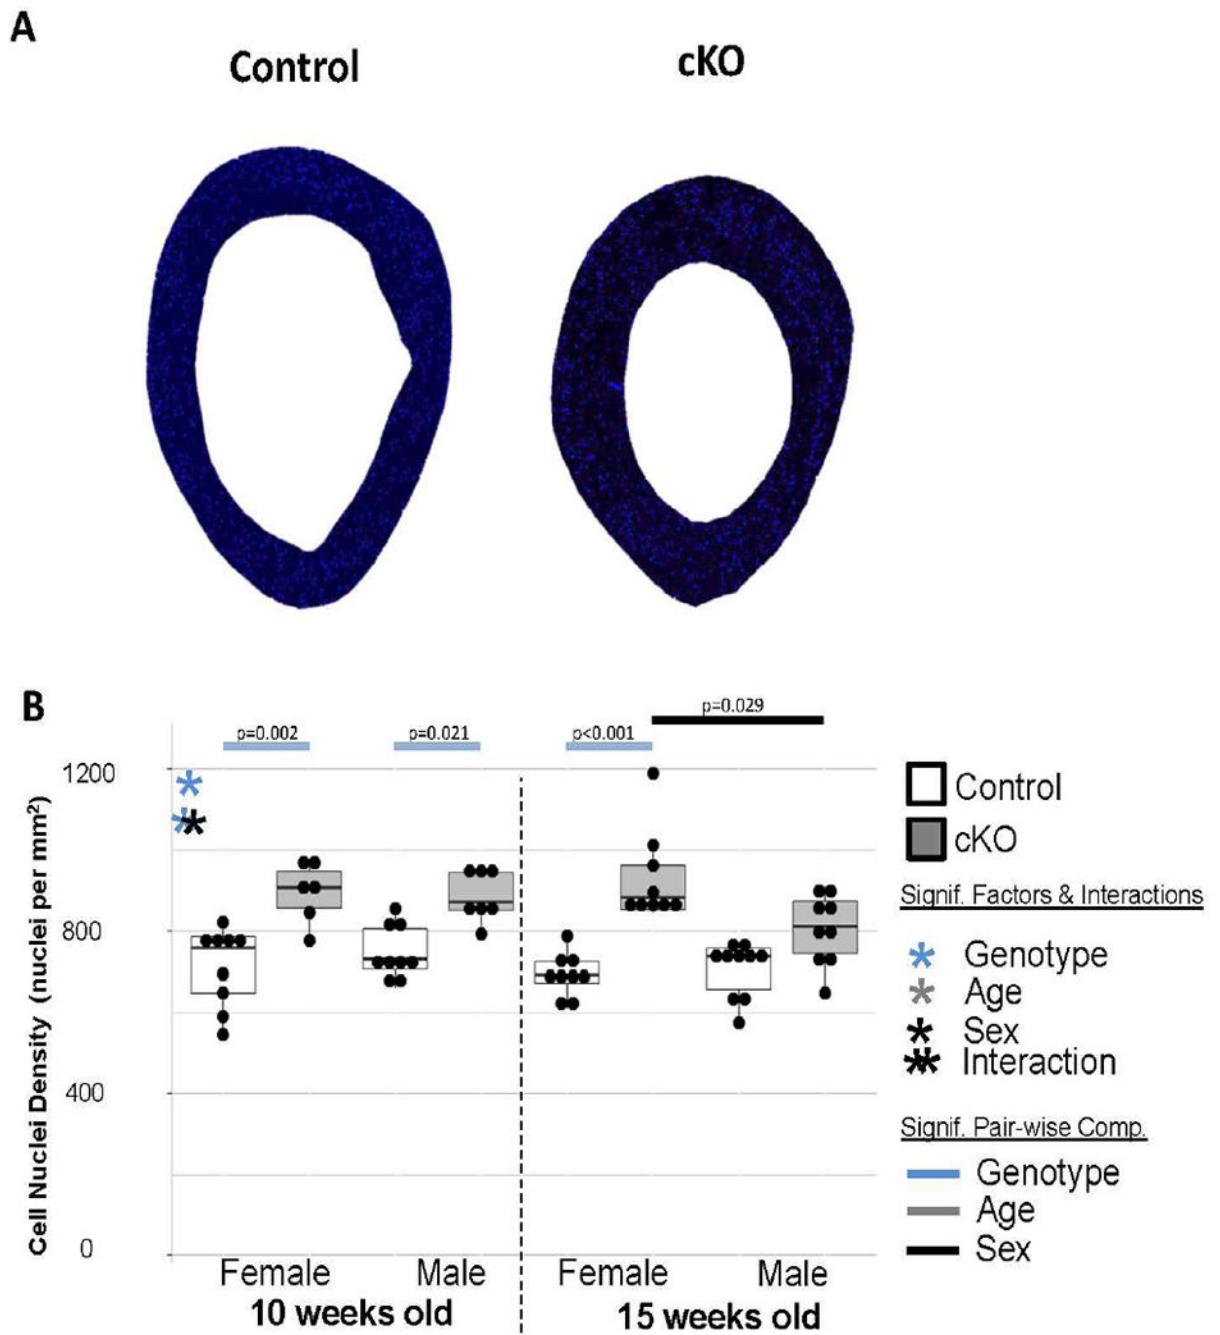 A
Control
cKO
B
p=0.029
p=0.002
p=0.021
p<0.001
Cell Nuclei Density (nuclei per mm²)
1200
800
400
0
Female
Male
Female
Male
10 weeks old
15 weeks old
Control
cKO
Signif. Factors & Interactions
Genotype
Age
Sex
Interaction
Signif. Pair-wise Comp.
Genotype
Age
Sex